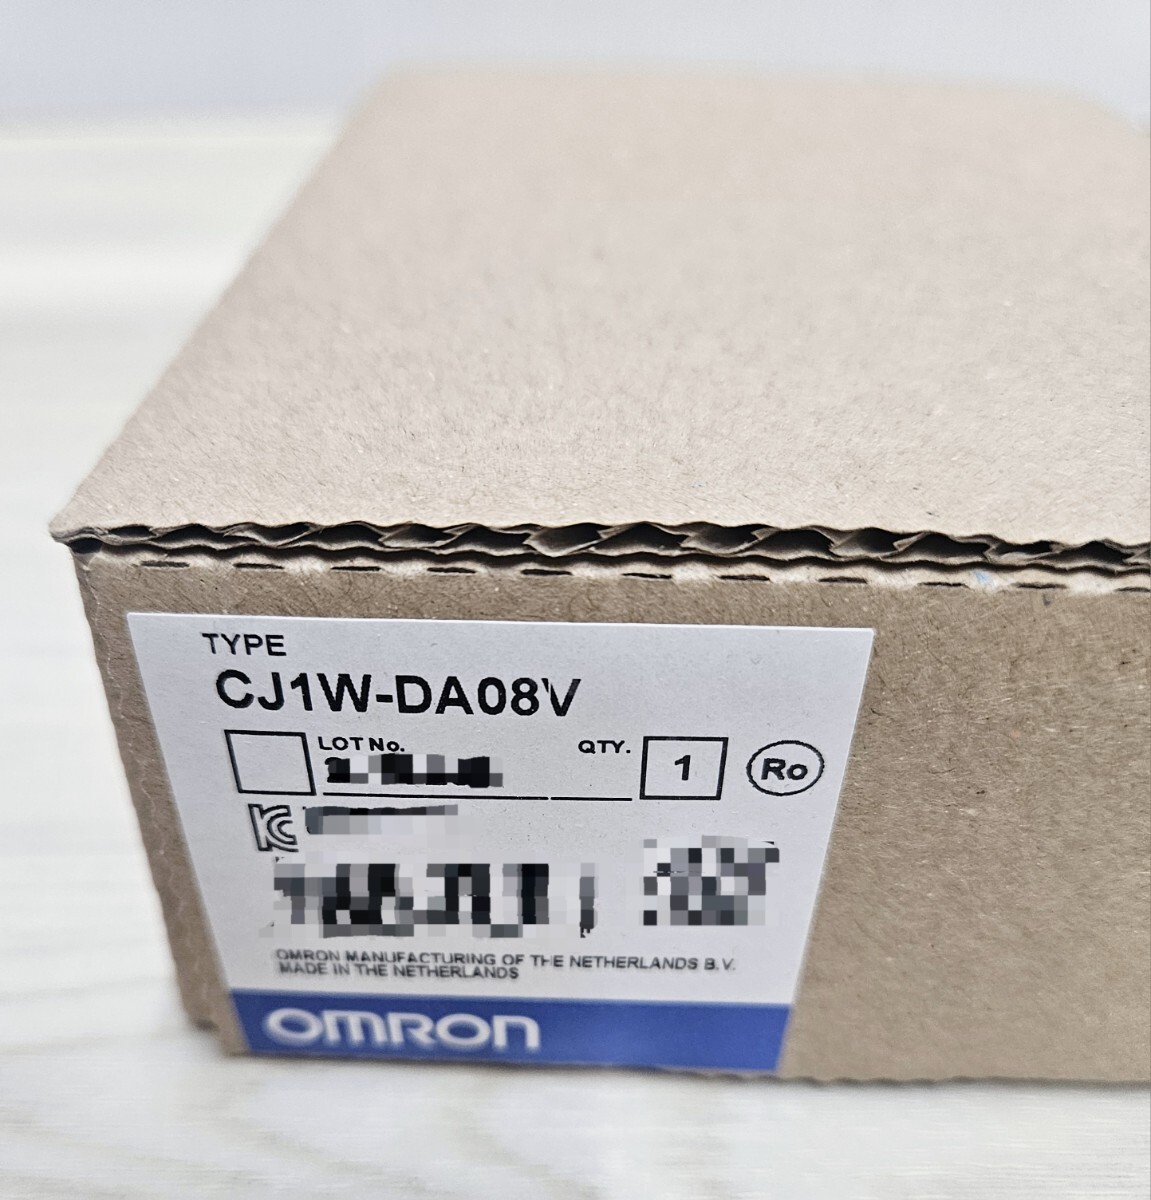 TYPE
CJ1W-DA08V
LOT No.
QTY. 1 Ro
OMRON MANUFACTURING OF THE NETHERLANDS B.V.
MADE IN THE NETHERLANDS
OMRON